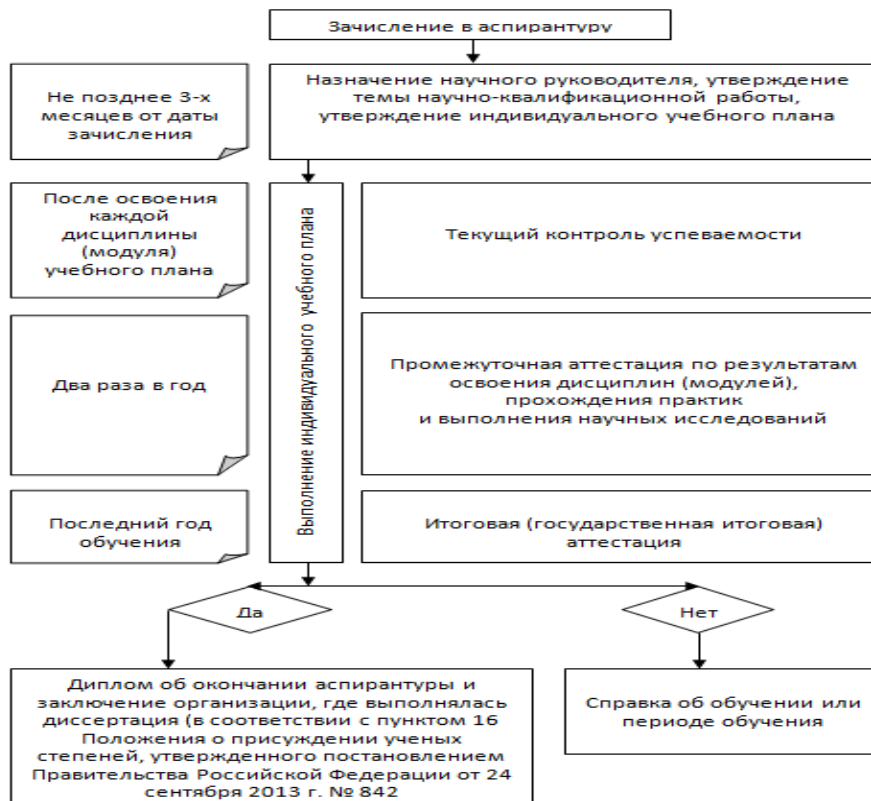 Зачисление в аспирантуру
Не позднее 3-х
месяцев от даты
зачисления
Назначение научного руководителя, утверждение
темы научно-квалификационной работы,
утверждение индивидуального учебного плана
После освоения
каждой
дисциплины
(модуля)
учебного плана
Выполнение индивидуального учебного плана
Текущий контроль успеваемости
Два раза в год
Промежуточная аттестация по результатам
освоения дисциплин (модулей),
прохождения практик
и выполнения научных исследований
Последний год
обучения
Итоговая (государственная итоговая)
аттестация
Да
Нет
Диплом об окончании аспирантуры и
заключение организации, где выполнялась
диссертация (в соответствии с пунктом 16
Положения о присуждении ученых
степеней, утвержденного постановлением
Правительства Российской Федерации от 24
сентября 2013 г. № 842
Справка об обучении или
периоде обучения